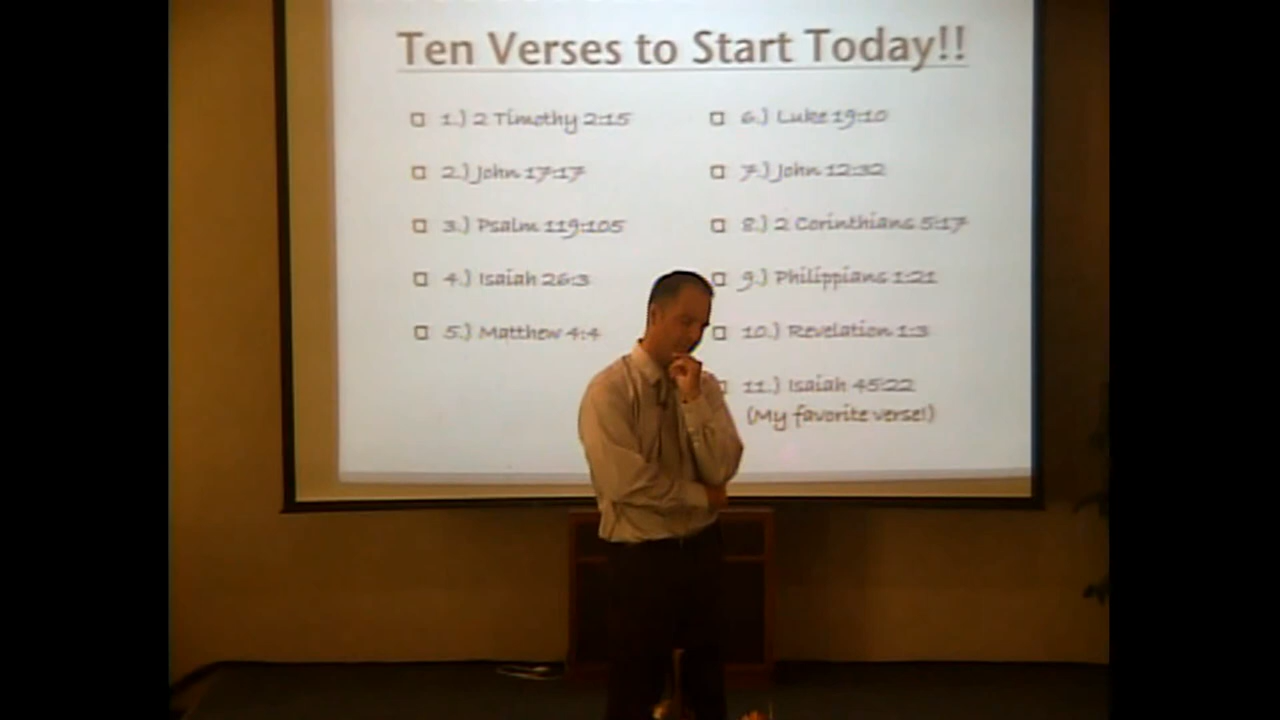 Ten Verses to Start Today!!
1.) 2 Timothy 2:15
2.) John 17:17
3.) Psalm 119:105
4.) Isaiah 26:3
5.) Matthew 4:4
6.) Luke 19:10
7.) John 12:32
8.) 2 Corinthians 5:17
9.) Philippians 1:21
10.) Revelation 1:3
11.) Isaiah 45:22
(My favorite verse!)